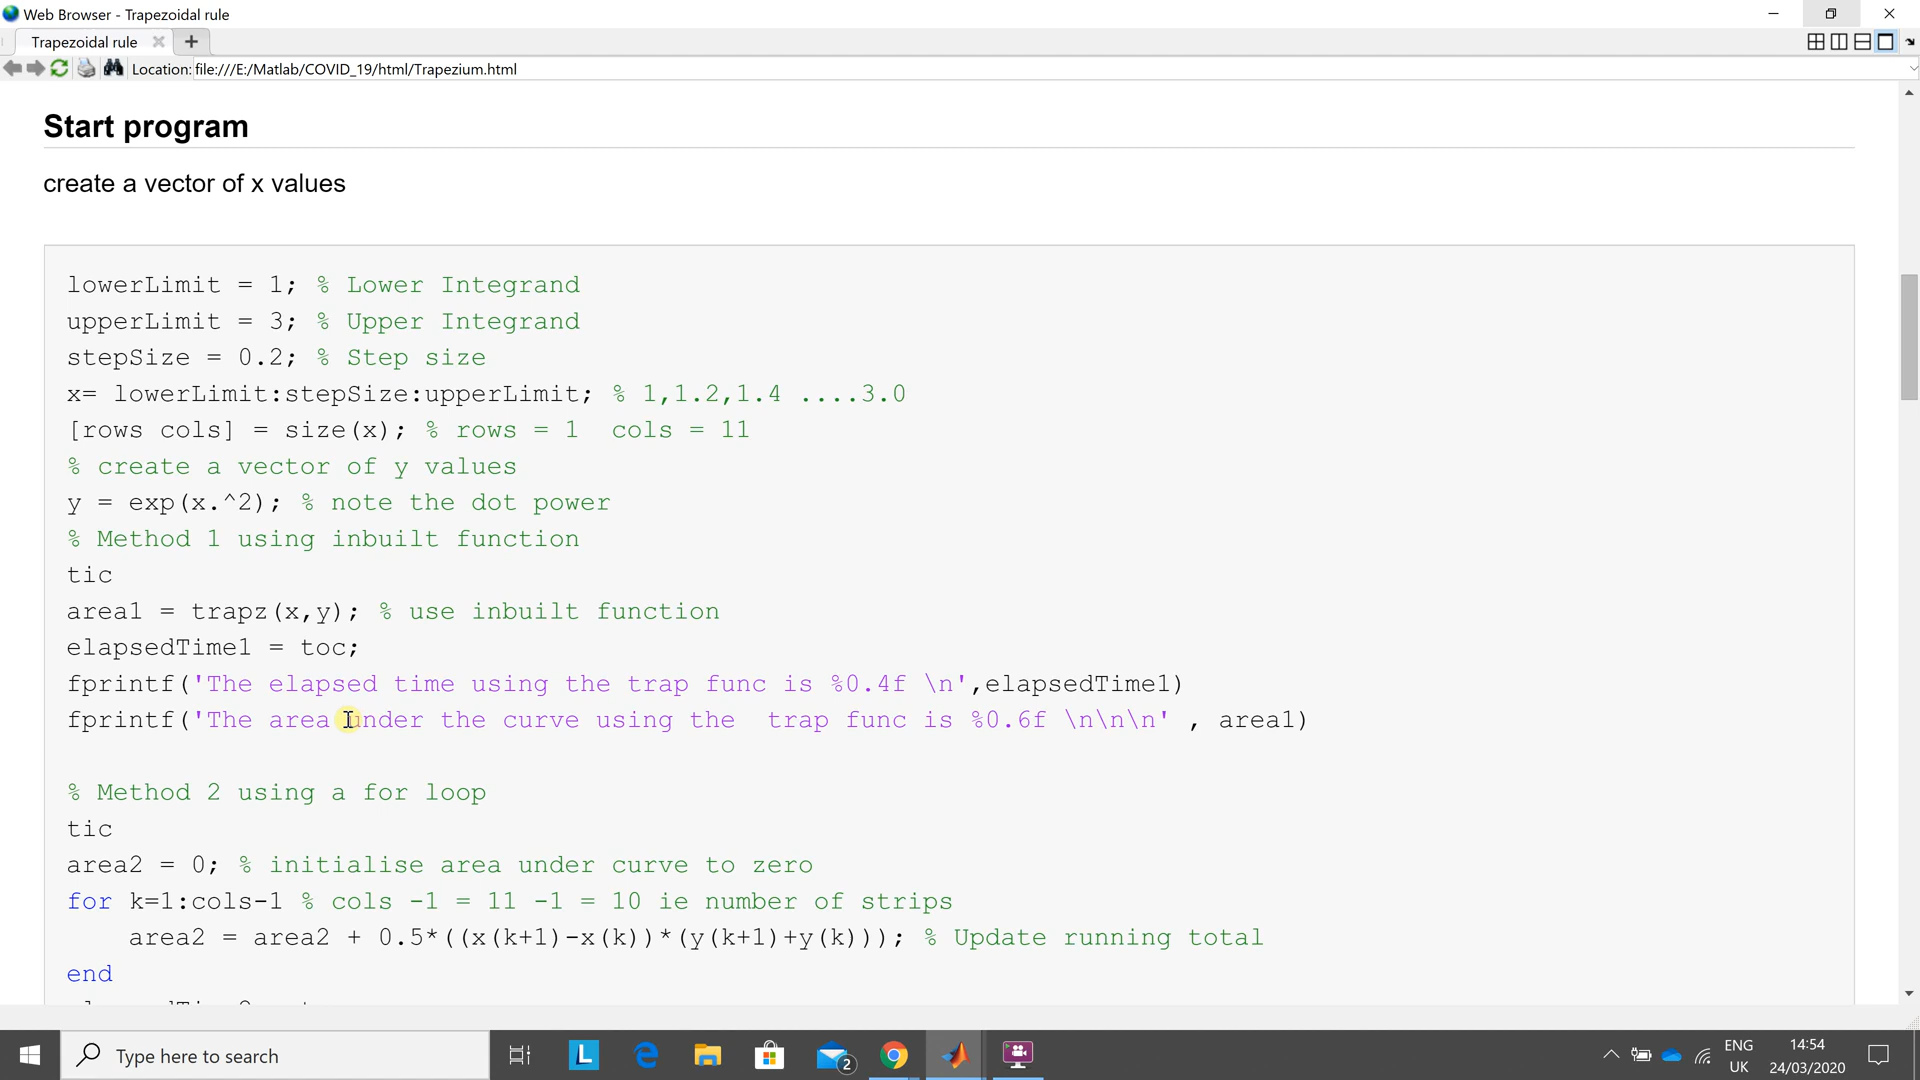 Web Browser - Trapezoidal rule
Trapezoidal rule
Location: file:///E:/Matlab/COVID_19/html/Trapezium.html
Start program
create a vector of x values
lowerLimit = 1; % Lower Integrand
upperLimit = 3; % Upper Integrand
stepSize = 0.2; % Step size
x= lowerLimit:stepSize:upperLimit; % 1,1.2,1.4 ....3.0
[rows cols] = size(x); % rows = 1  cols = 11
% create a vector of y values
y = exp(x.^2); % note the dot power
% Method 1 using inbuilt function
tic
area1 = trapz(x,y); % use inbuilt function
elapsedTime1 = toc;
fprintf('The elapsed time using the trap func is %0.4f \n',elapsedTime1)
fprintf('The area under the curve using the  trap func is %0.6f \n\n\n' , area1)
% Method 2 using a for loop
tic
area2 = 0; % initialise area under curve to zero
for k=1:cols-1 % cols -1 = 11 -1 = 10 ie number of strips
area2 = area2 + 0.5*((x(k+1)-x(k))*(y(k+1)+y(k))); % Update running total
end
Type here to search
L
2
ENG
UK
14:54
24/03/2020